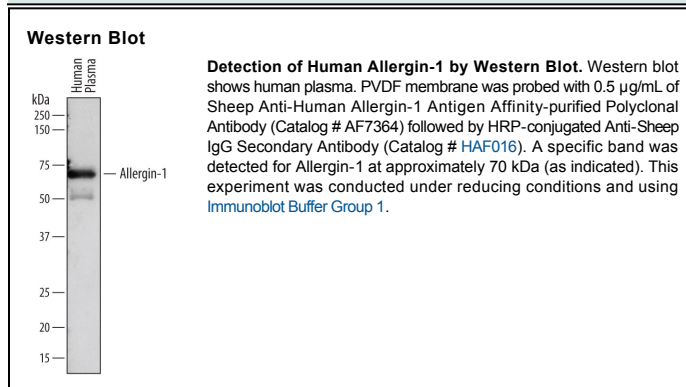 Western Blot
Human
Plasma
kDa
250
150
75
50
37
25
20
15
Allergin-1
Detection of Human Allergin-1 by Western Blot. Western blot
shows human plasma. PVDF membrane was probed with 0.5 µg/mL of
Sheep Anti-Human Allergin-1 Antigen Affinity-purified Polyclonal
Antibody (Catalog # AF7364) followed by HRP-conjugated Anti-Sheep
IgG Secondary Antibody (Catalog # HAF016). A specific band was
detected for Allergin-1 at approximately 70 kDa (as indicated). This
experiment was conducted under reducing conditions and using
Immunoblot Buffer Group 1.